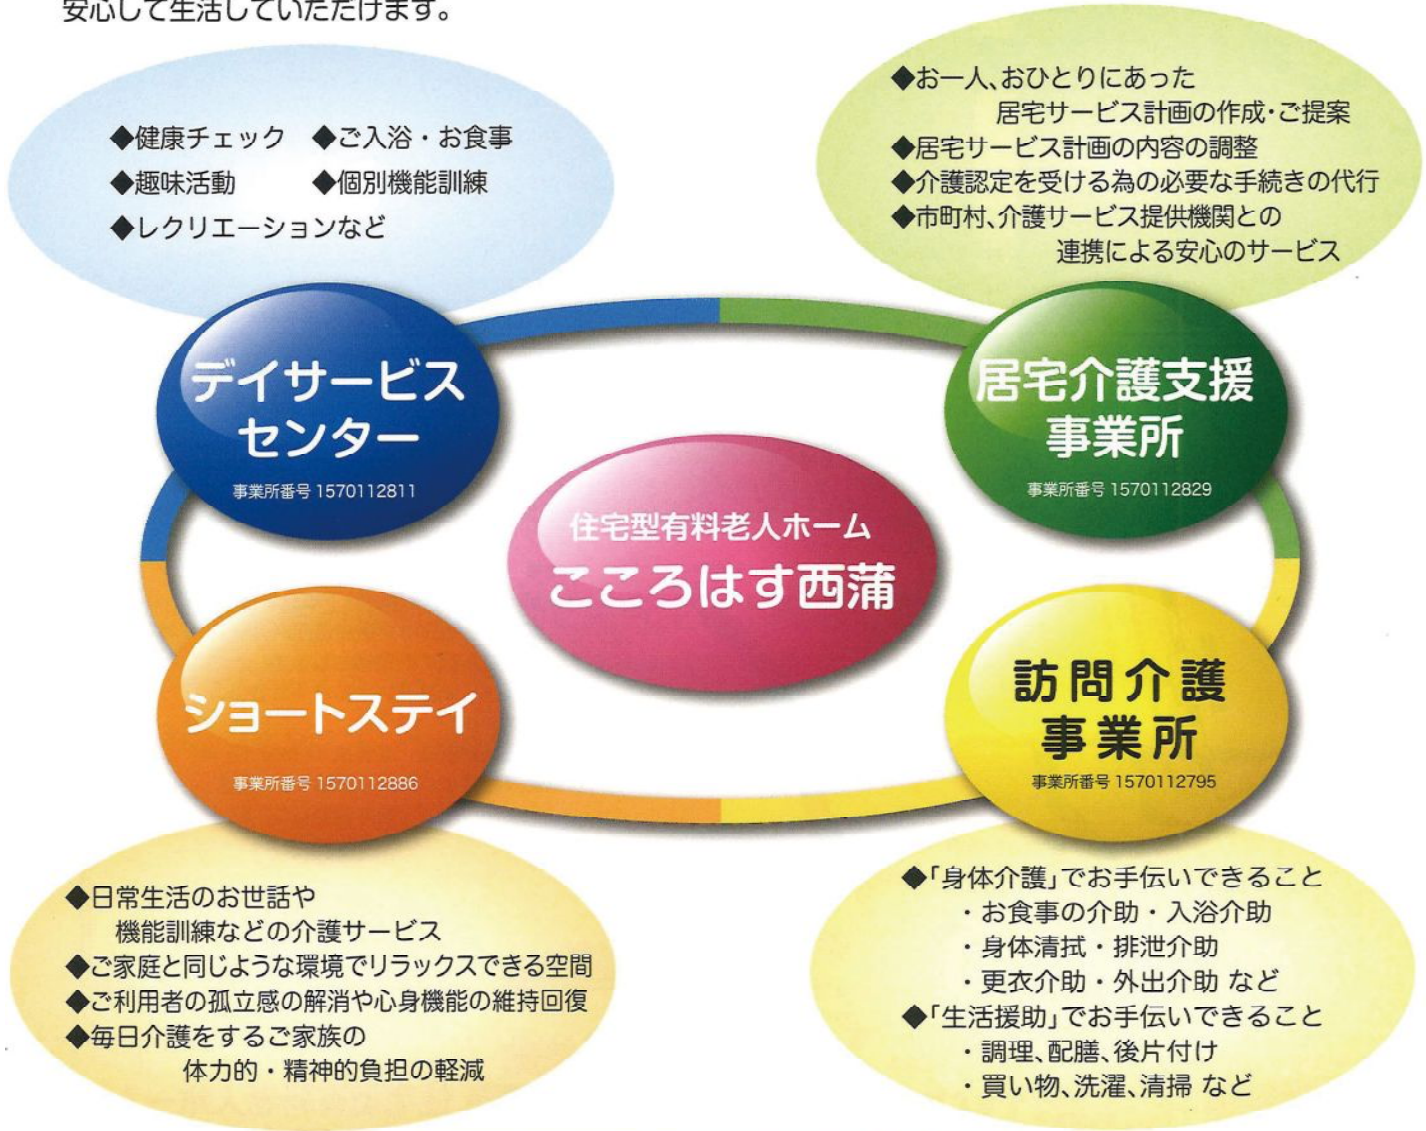 安心して生活していただけます。
◆健康チェック ◆ご入浴・お食事
◆趣味活動 ◆個別機能訓練
◆レクリエーションなど
デイサービス
センター
事業所番号 1570112811
◆お一人、おひとりにあった
居宅サービス計画の作成・ご提案
◆居宅サービス計画の内容の調整
◆介護認定を受ける為の必要な手続きの代行
◆市町村、介護サービス提供機関との
連携による安心のサービス
居宅介護支援
事業所
事業所番号 1570112829
住宅型有料老人ホーム
こころはす西蒲
ショートステイ
事業所番号 1570112886
◆日常生活のお世話や
機能訓練などの介護サービス
◆ご家庭と同じような環境でリラックスできる空間
◆ご利用者の孤立感の解消や心身機能の維持回復
◆毎日介護をするご家族の
体力的・精神的負担の軽減
訪問介護
事業所
事業所番号 1570112795
◆「身体介護」でお手伝いできること
・お食事の介助・入浴介助
・身体清拭・排泄介助
・更衣介助・外出介助 など
◆「生活援助」でお手伝いできること
・調理、配膳、後片付け
・買い物、洗濯、清掃 など